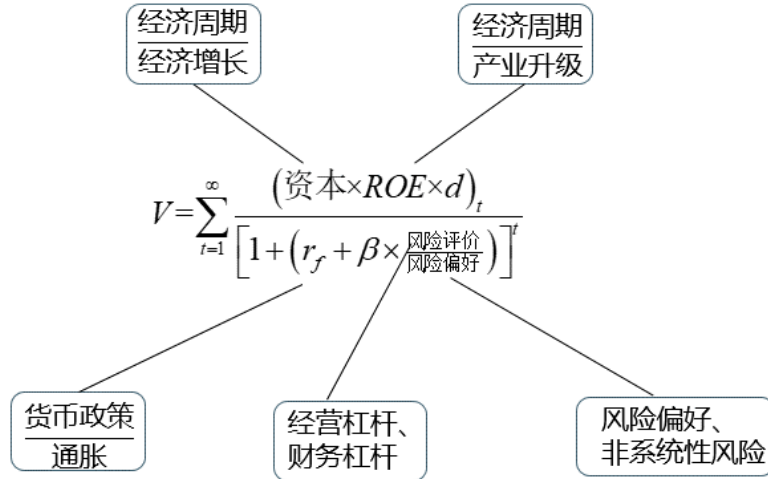 经济周期
经济增长
经济周期
产业升级
V=∑_{t=1}^{∞} (资本×ROE×d)_t / [1+(r_f+β×风险评价/风险偏好)]^t
货币政策
通胀
经营杠杆、
财务杠杆
风险偏好、
非系统性风险